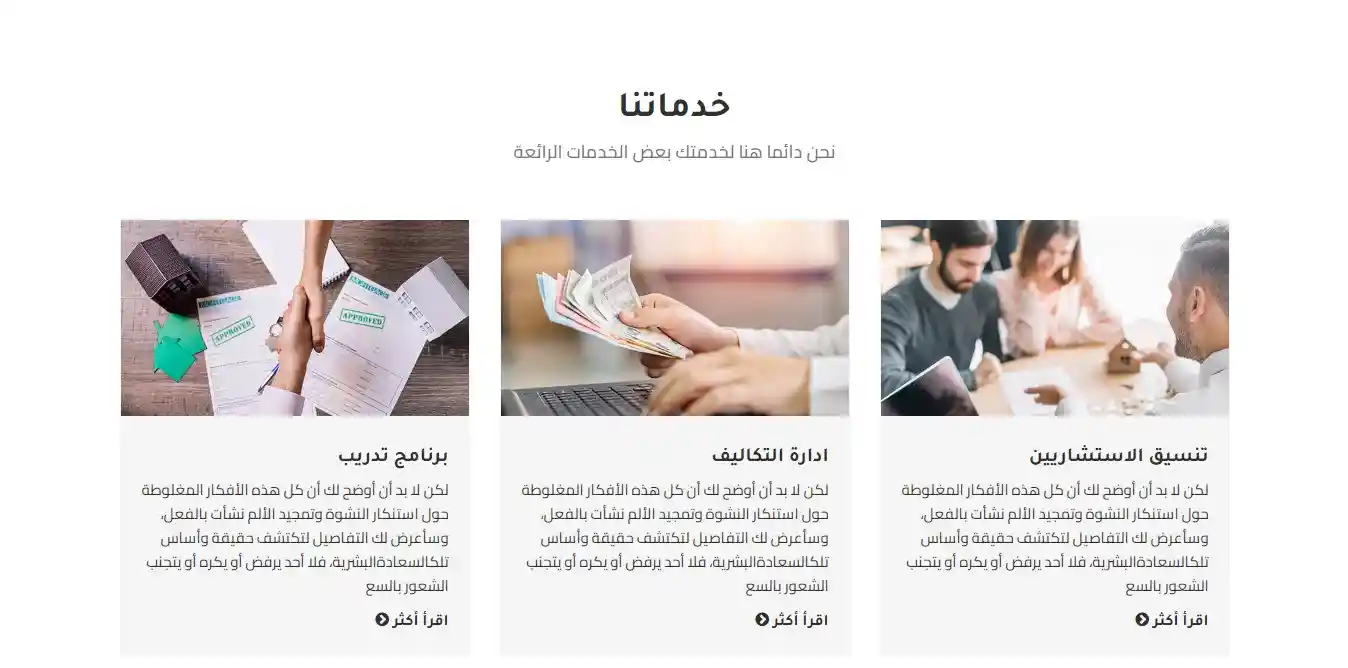 خدماتنا
نحن دائما هنا لخدمتك بعض الخدمات الرائعة
APPROVED
APPROVED
تنسيق الاستشاريين
لكن لا بد أن أوضح لك أن كل هذه الأفكار المغلوطة
حول استنكار النشوة وتمجيد الألم نشأت بالفعل،
وسأعرض لك التفاصيل لتكتشف حقيقة وأساس
تلكالسعادةالبشرية، فلا أحد يرفض أو يكره أو يتجنب
الشعور بالسع
اقرأ أكثر
ادارة التكاليف
لكن لا بد أن أوضح لك أن كل هذه الأفكار المغلوطة
حول استنكار النشوة وتمجيد الألم نشأت بالفعل،
وسأعرض لك التفاصيل لتكتشف حقيقة وأساس
تلكالسعادةالبشرية، فلا أحد يرفض أو يكره أو يتجنب
الشعور بالسع
اقرأ أكثر
برنامج تدريب
لكن لا بد أن أوضح لك أن كل هذه الأفكار المغلوطة
حول استنكار النشوة وتمجيد الألم نشأت بالفعل،
وسأعرض لك التفاصيل لتكتشف حقيقة وأساس
تلكالسعادةالبشرية، فلا أحد يرفض أو يكره أو يتجنب
الشعور بالسع
اقرأ أكثر